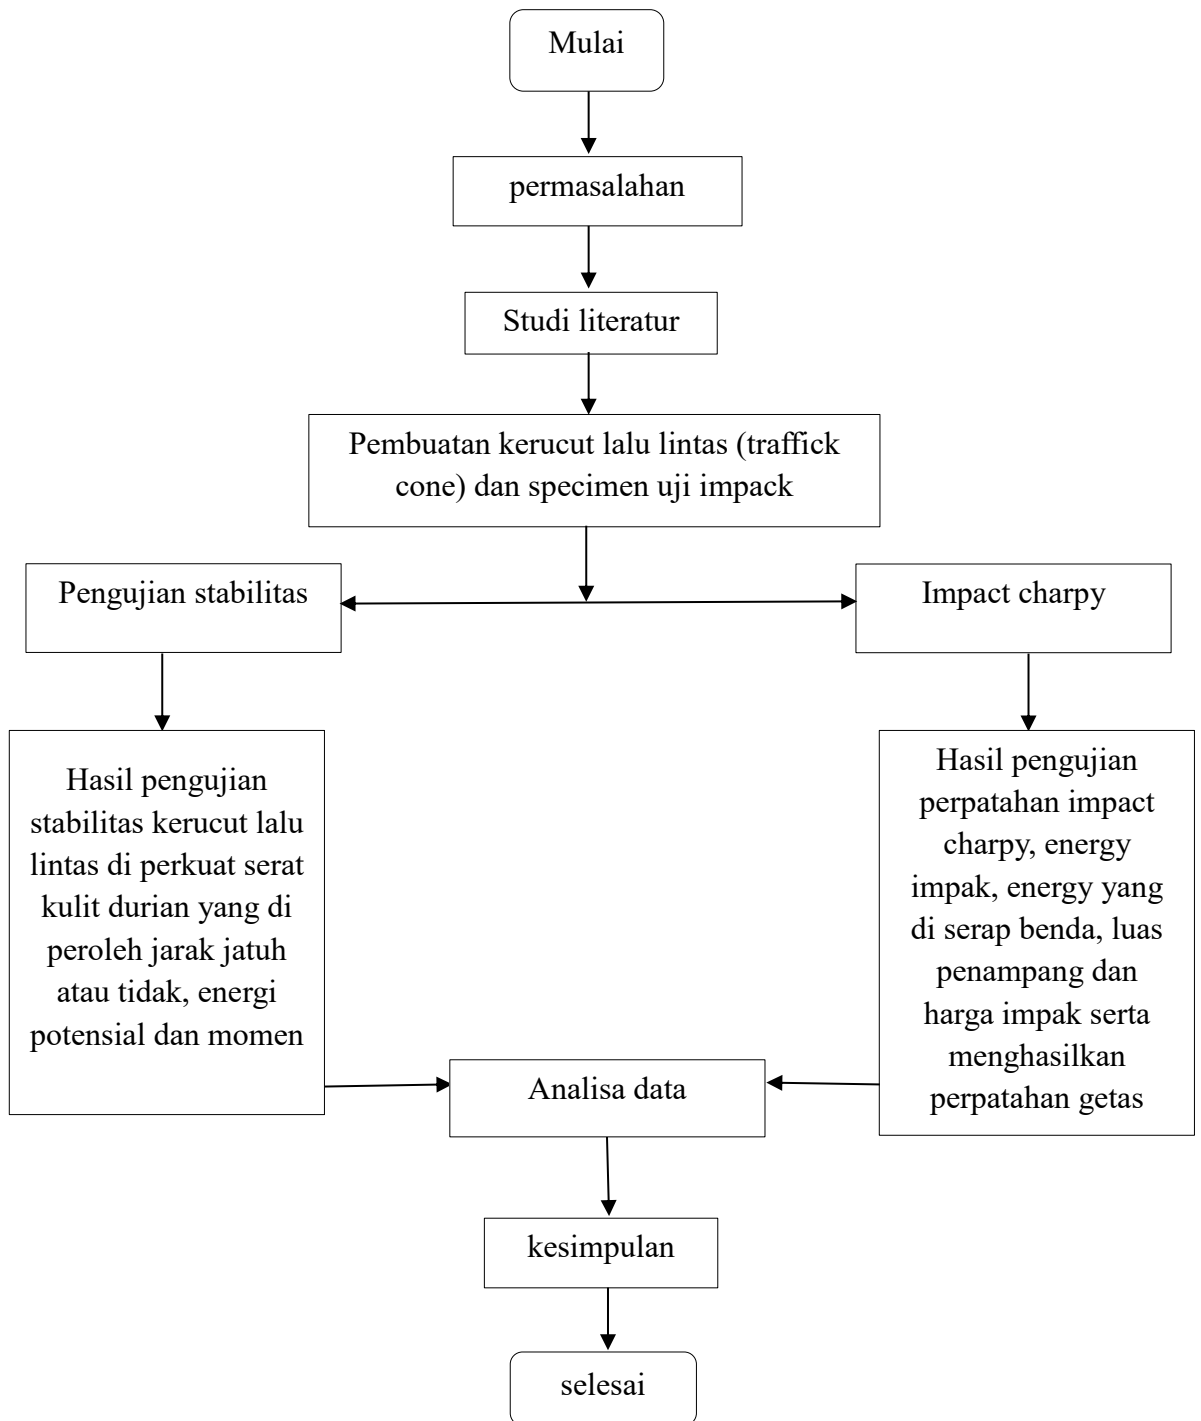 Mulai
permasalahan
Studi literatur
Pembuatan kerucut lalu lintas (traffick
cone) dan specimen uji impack
Pengujian stabilitas
Impact charpy
Hasil pengujian
stabilitas kerucut lalu
lintas di perkuat serat
kulit durian yang di
peroleh jarak jatuh
atau tidak, energi
potensial dan momen
Hasil pengujian
perpatahan impact
charpy, energy
impak, energy yang
di serap benda, luas
penampang dan
harga impak serta
menghasilkan
perpatahan getas
Analisa data
kesimpulan
selesai